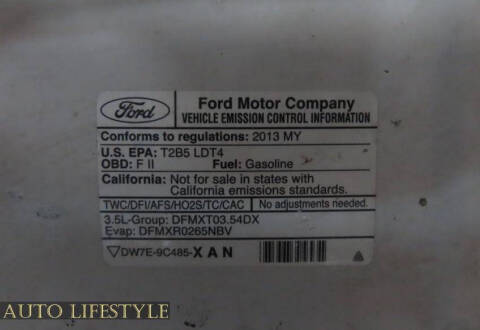 Ford
Ford Motor Company
VEHICLE EMISSION CONTROL INFORMATION
Conforms to regulations: 2013 MY
U.S. EPA: T2B5 LDT4
OBD: F II Fuel: Gasoline
California: Not for sale in states with
California emissions standards.
TWC/DFI/AFS/HO2S/TC/CAC No adjustments needed.
3.5L-Group: DFMXT03.54DX
Evap: DFMXR0265NBV
DW7E-9C485-XAN
AUTO LIFESTYLE